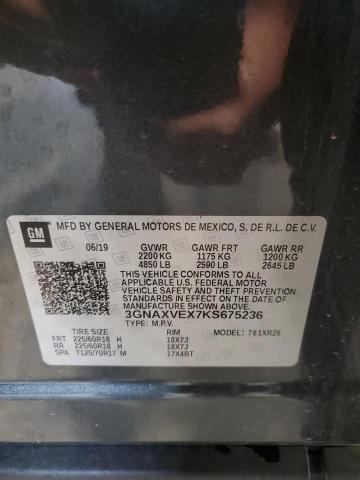 GM
MFD BY GENERAL MOTORS DE MEXICO, S. DE R.L. DE C.V.
06/19 GVWR GAWR FRT GAWR RR
2200 KG 1175 KG 1200 KG
4850 LB 2590 LB 2645 LB
THIS VEHICLE CONFORMS TO ALL
APPLICABLE U.S. FEDERAL MOTOR
VEHICLE SAFETY AND THEFT
PREVENTION STANDARDS IN EFFECT ON THE DATE OF
MANUFACTURE SHOWN ABOVE.
3GNAXVEX7KS675236
TYPE: M.P.V. MODEL: 761XR26
TIRE SIZE RIM
FRT 225/60R18 H 18X7J
RR 225/60R18 H 18X7J
SPA T125/70R17 M 17X4BT